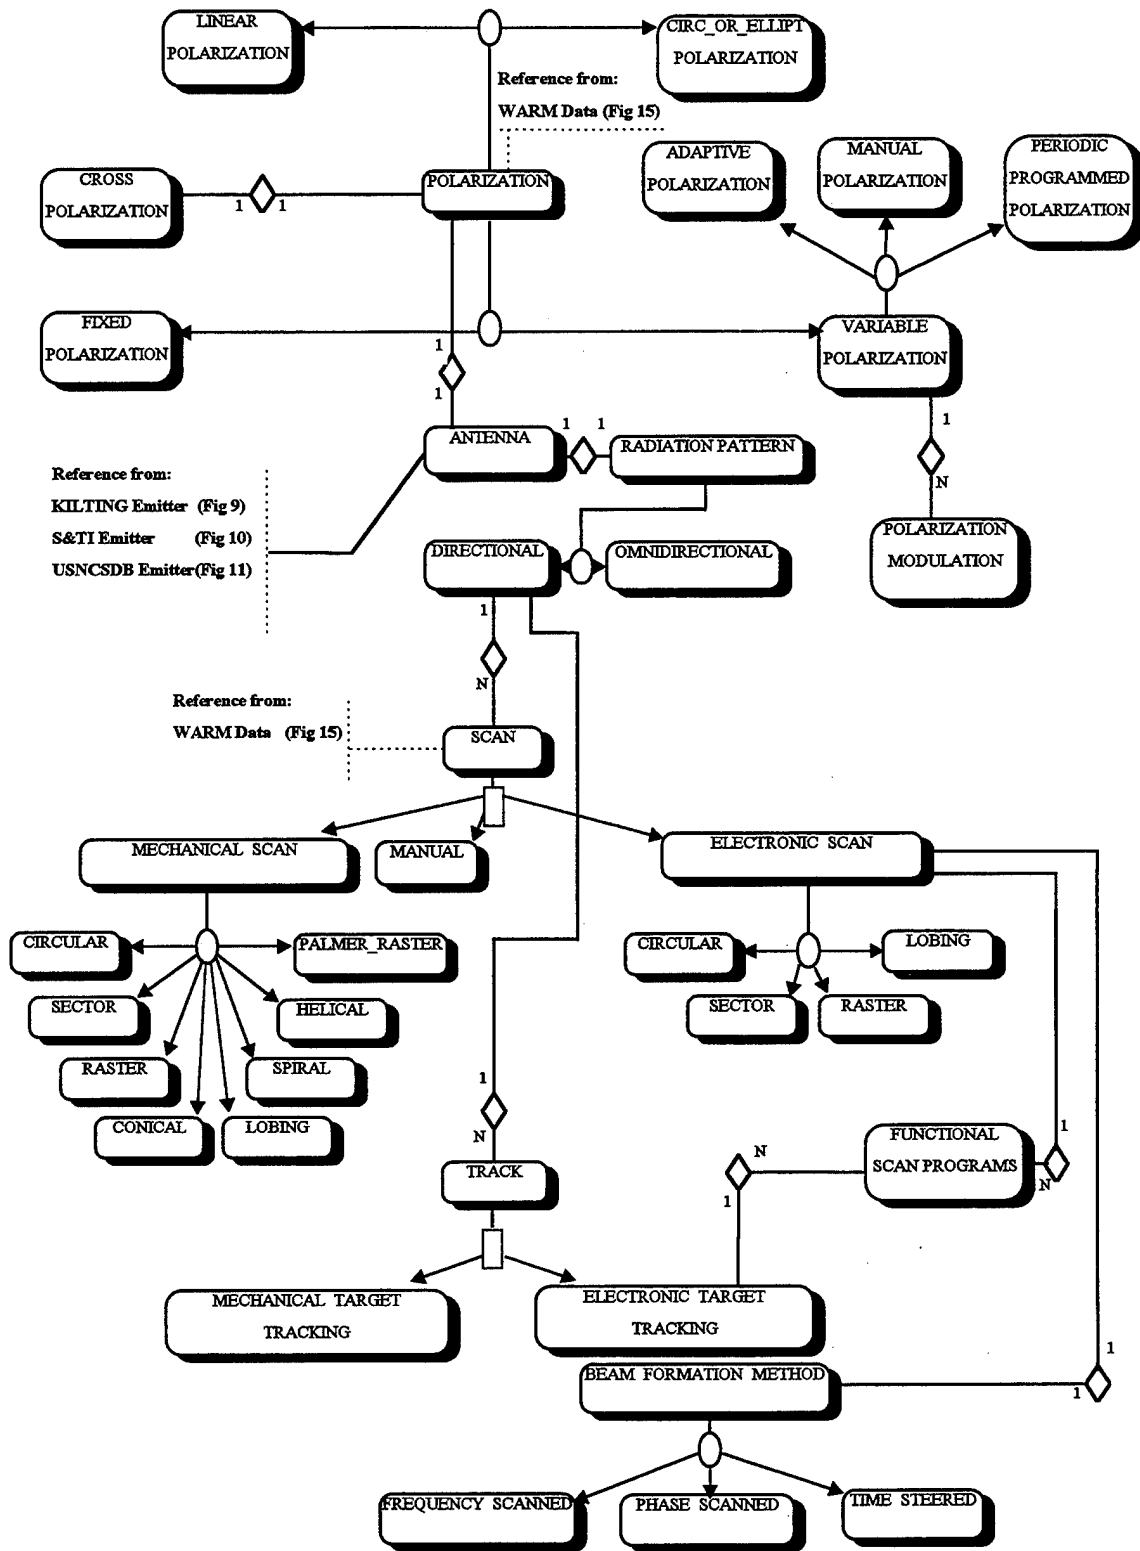 LINEAR
POLARIZATION
CIRC_OR_ELLIPT
POLARIZATION
Reference from:
WARM Data (Fig 15)
CROSS
POLARIZATION
1
1
POLARIZATION
ADAPTIVE
POLARIZATION
MANUAL
POLARIZATION
PERIODIC
PROGRAMMED
POLARIZATION
FIXED
POLARIZATION
VARIABLE
POLARIZATION
1
1
1
N
POLARIZATION
MODULATION
ANTENNA
1
1
RADIATION PATTERN
Reference from:
KILTING Emitter (Fig 9)
S&TI Emitter (Fig 10)
USNCSDB Emitter(Fig 11)
DIRECTIONAL
OMNIDIRECTIONAL
1
N
Reference from:
WARM Data (Fig 15)
SCAN
MECHANICAL SCAN
MANUAL
ELECTRONIC SCAN
CIRCULAR
PALMER_RASTER
SECTOR
HELICAL
RASTER
SPIRAL
CONICAL
LOBING
CIRCULAR
LOBING
SECTOR
RASTER
1
N
TRACK
N
1
FUNCTIONAL
SCAN PROGRAMS
1
N
MECHANICAL TARGET
TRACKING
ELECTRONIC TARGET
TRACKING
BEAM FORMATION METHOD
1
1
FREQUENCY SCANNED
PHASE SCANNED
TIME STEERED